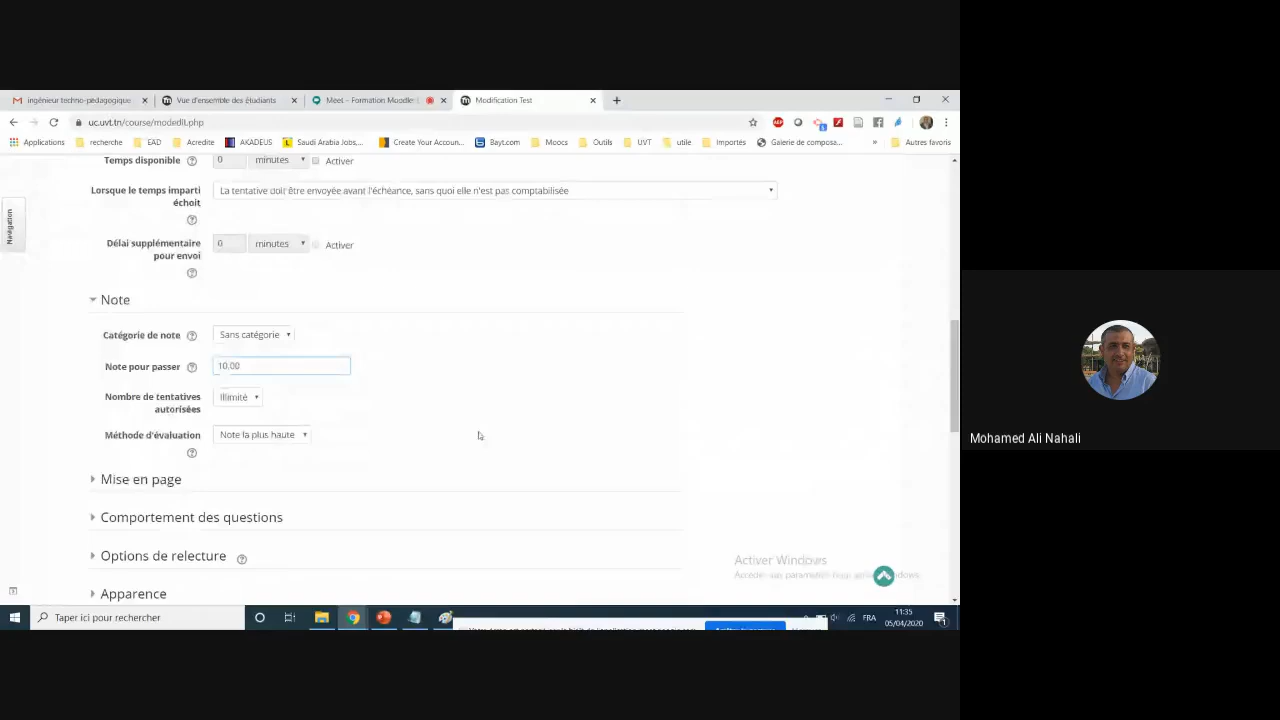 ingénieur techno-pédagogique
Vue d'ensemble des étudiants
Meet – Formation Moodle
Modification Test
uc.uvt.tn/course/modedit.php
Applications
recherche
EAD
Acredite
AKADEUS
Saudi Arabia Jobs,...
Create Your Accoun...
Bayt.com
Moocs
Outils
UVT
utile
Importés
Galerie de composa...
»
Autres favoris
Temps disponible 0 minutes Activer
Lorsque le temps imparti échoit
La tentative doit être envoyée avant l'échéance, sans quoi elle n'est pas comptabilisée
Délai supplémentaire pour envoi
0 minutes Activer
Navigation
Note
Catégorie de note Sans catégorie
Note pour passer 10,00
Nombre de tentatives autorisées
Illimité
Méthode d'évaluation Note la plus haute
Mise en page
Comportement des questions
Options de relecture
Apparence
Activer Windows
Mohamed Ali Nahali
Taper ici pour rechercher
FRA
11:35
05/04/2020